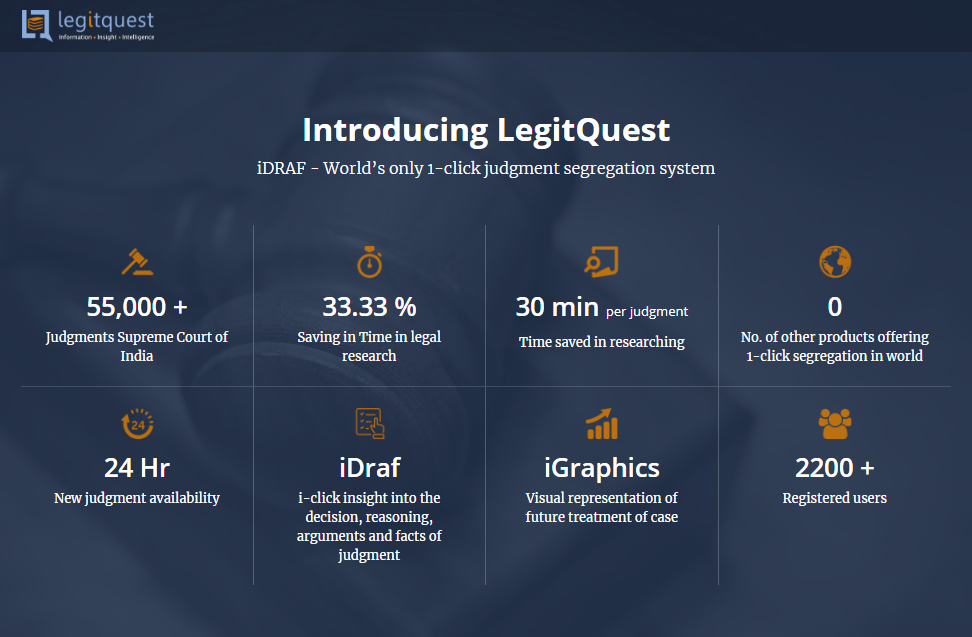 legitquest
Information • Insight • Intelligence
Introducing LegitQuest
iDRAF - World's only 1-click judgment segregation system
55,000 +
Judgments Supreme Court of
India
33.33 %
Saving in Time in legal
research
30 min per judgment
Time saved in researching
0
No. of other products offering
1-click segregation in world
24
24 Hr
New judgment availability
iDraf
i-click insight into the
decision, reasoning,
arguments and facts of
judgment
iGraphics
Visual representation of
future treatment of case
2200 +
Registered users